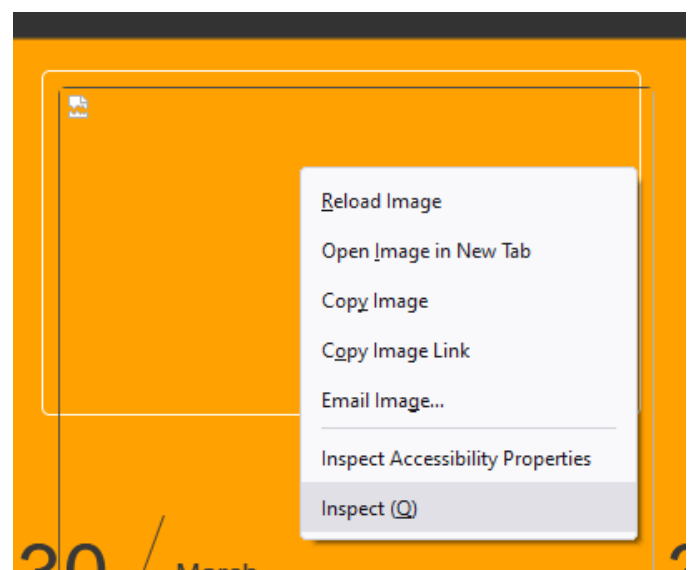 Reload Image
Open Image in New Tab
Copy Image
Copy Image Link
Email Image...
Inspect Accessibility Properties
Inspect (Q)
30 / March